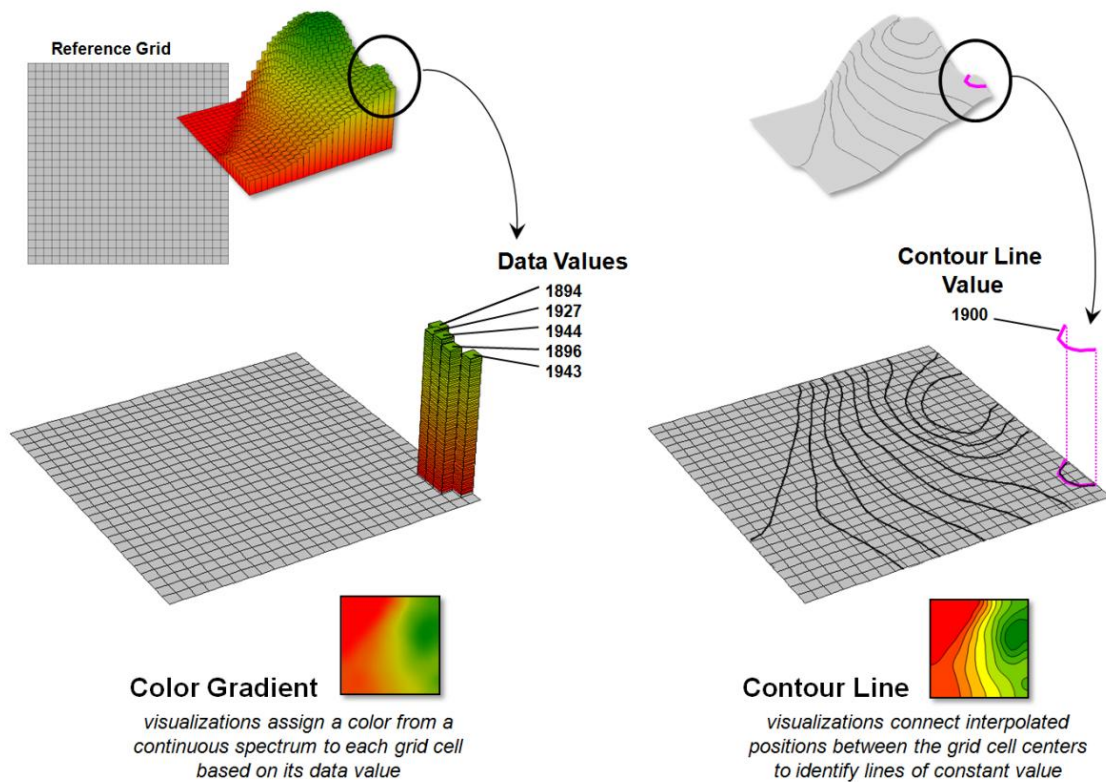 Reference Grid
Data Values
1894
1927
1944
1896
1943
Contour Line
Value
1900
Color Gradient
visualizations assign a color from a
continuous spectrum to each grid cell
based on its data value
Contour Line
visualizations connect interpolated
positions between the grid cell centers
to identify lines of constant value